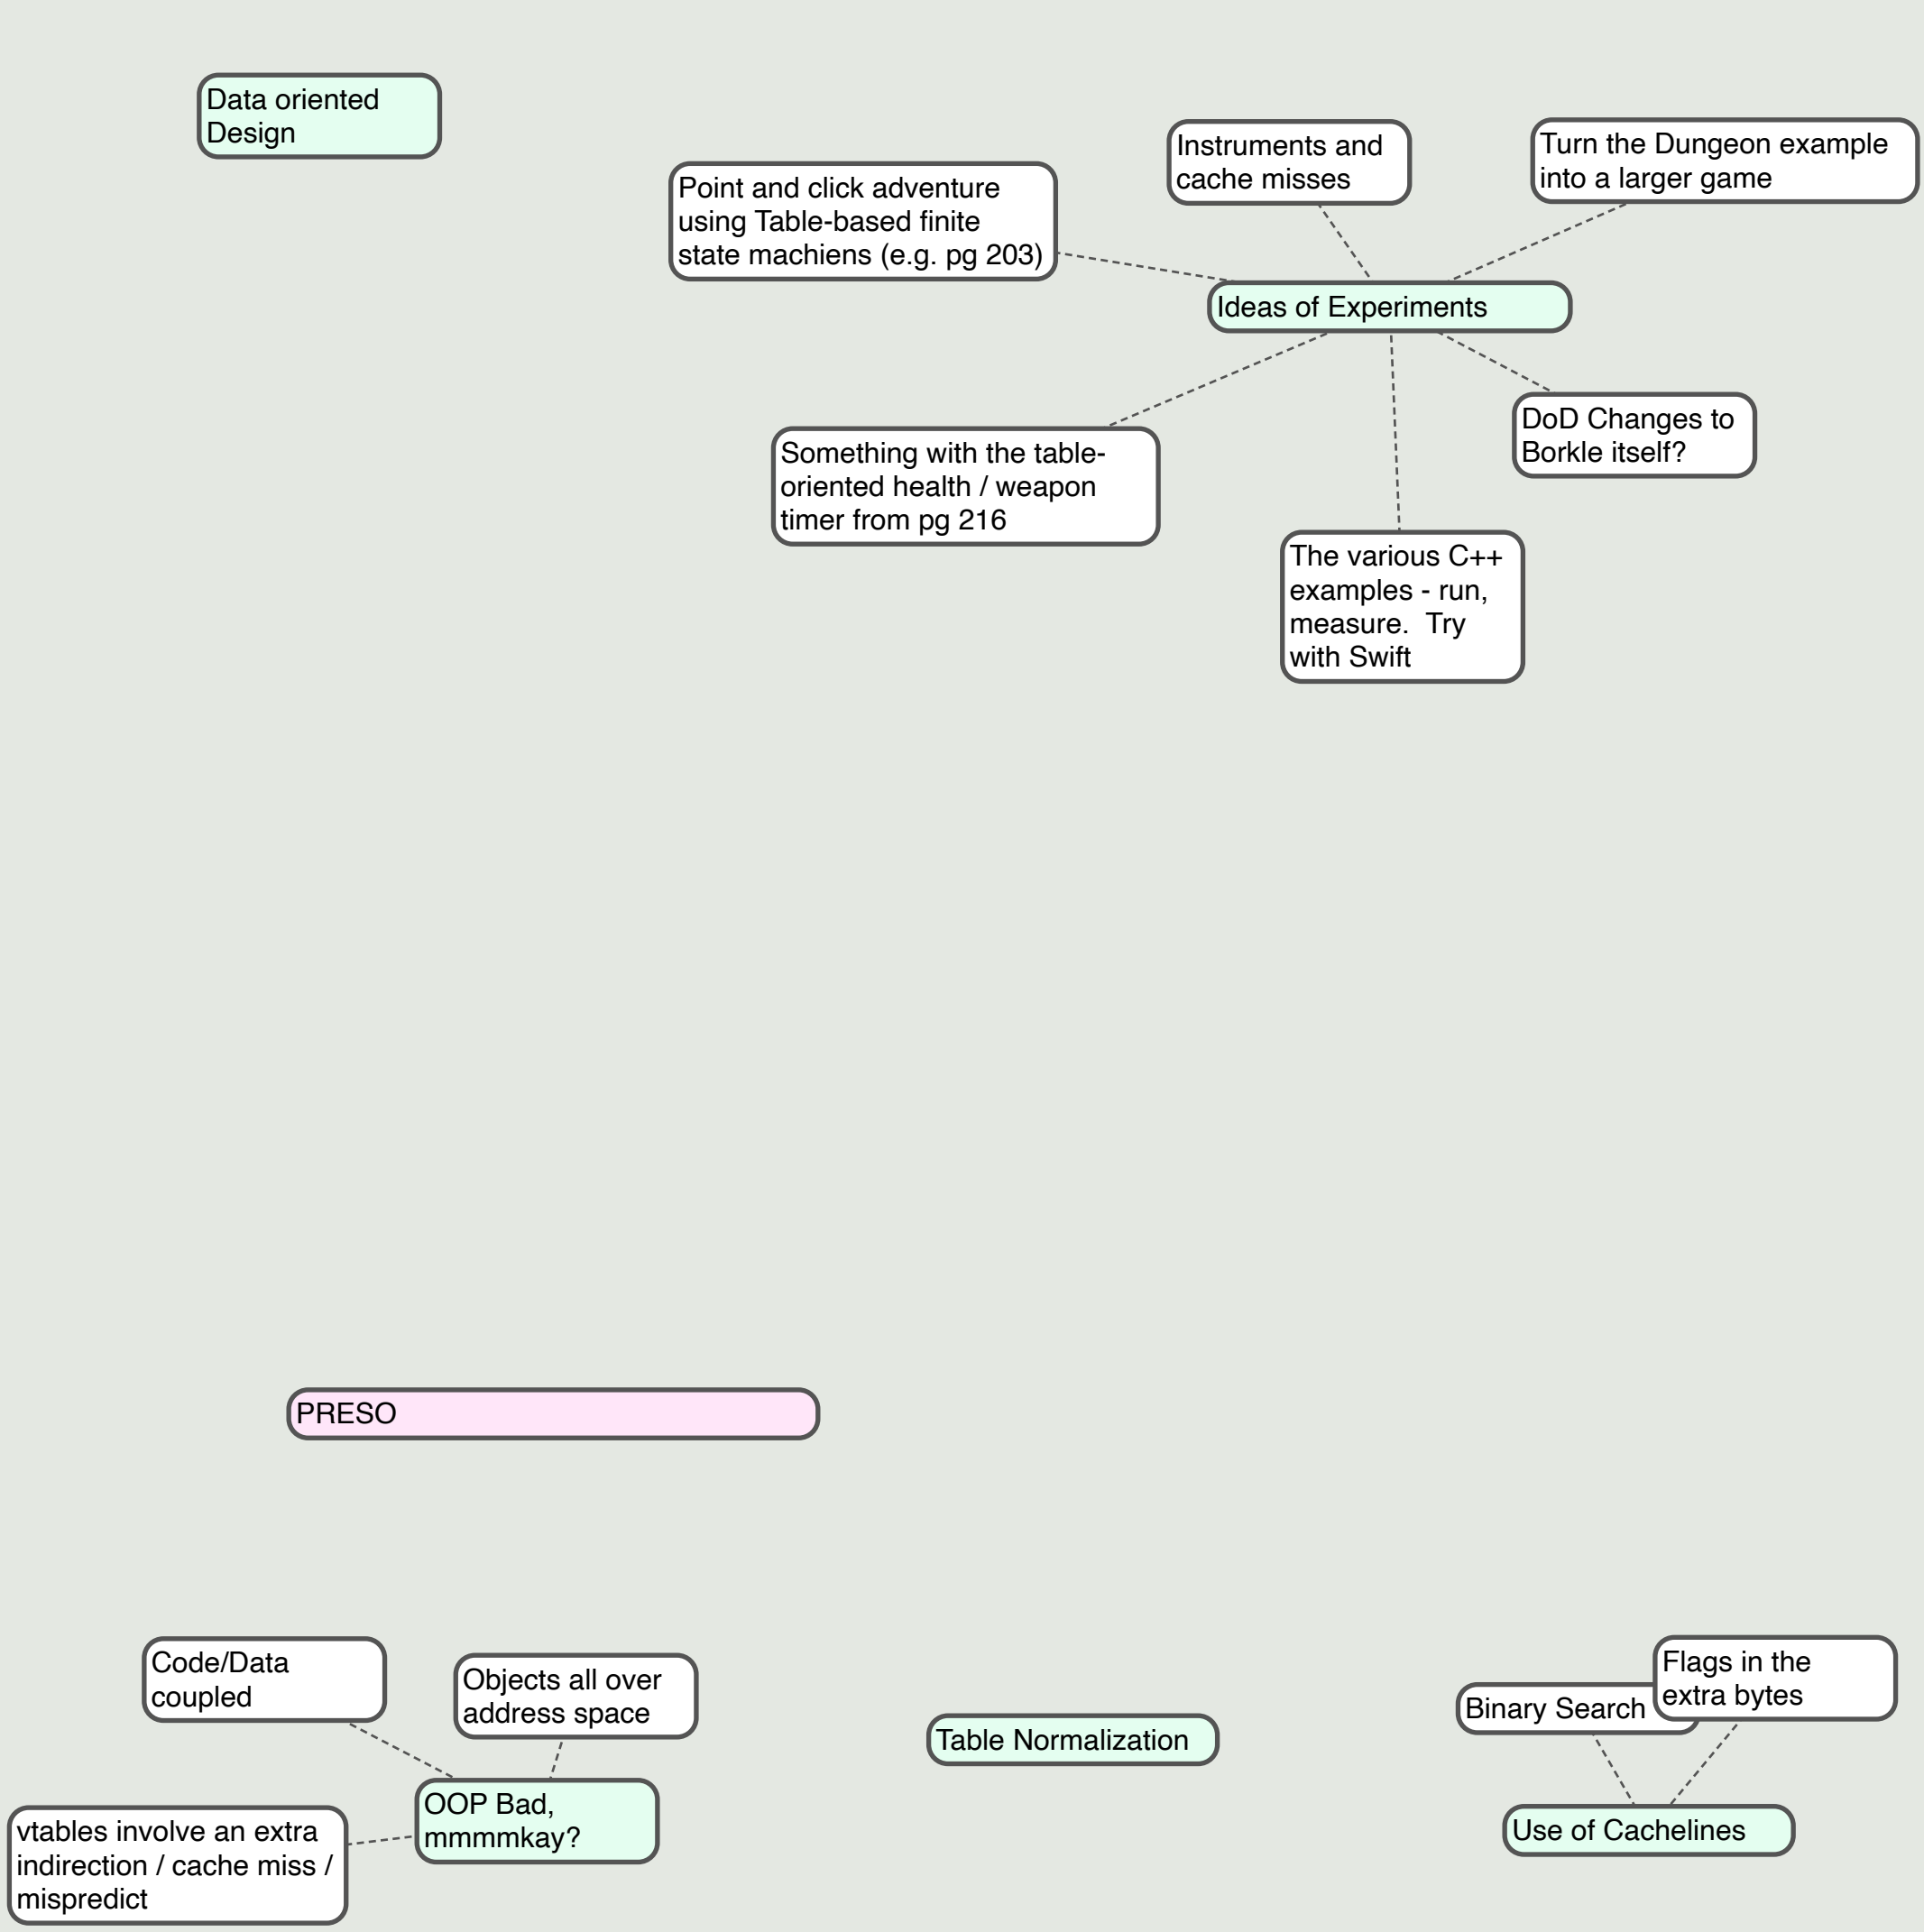 Data oriented
Design
Point and click adventure
using Table-based finite
state machiens (e.g. pg 203)
Instruments and
cache misses
Turn the Dungeon example
into a larger game
Ideas of Experiments
Something with the table-
oriented health / weapon
timer from pg 216
DoD Changes to
Borkle itself?
The various C++
examples - run,
measure.  Try
with Swift
PRESO
Code/Data
coupled
Objects all over
address space
OOP Bad,
mmmmkay?
vtables involve an extra
indirection / cache miss /
mispredict
Table Normalization
Binary Search
Flags in the
extra bytes
Use of Cachelines